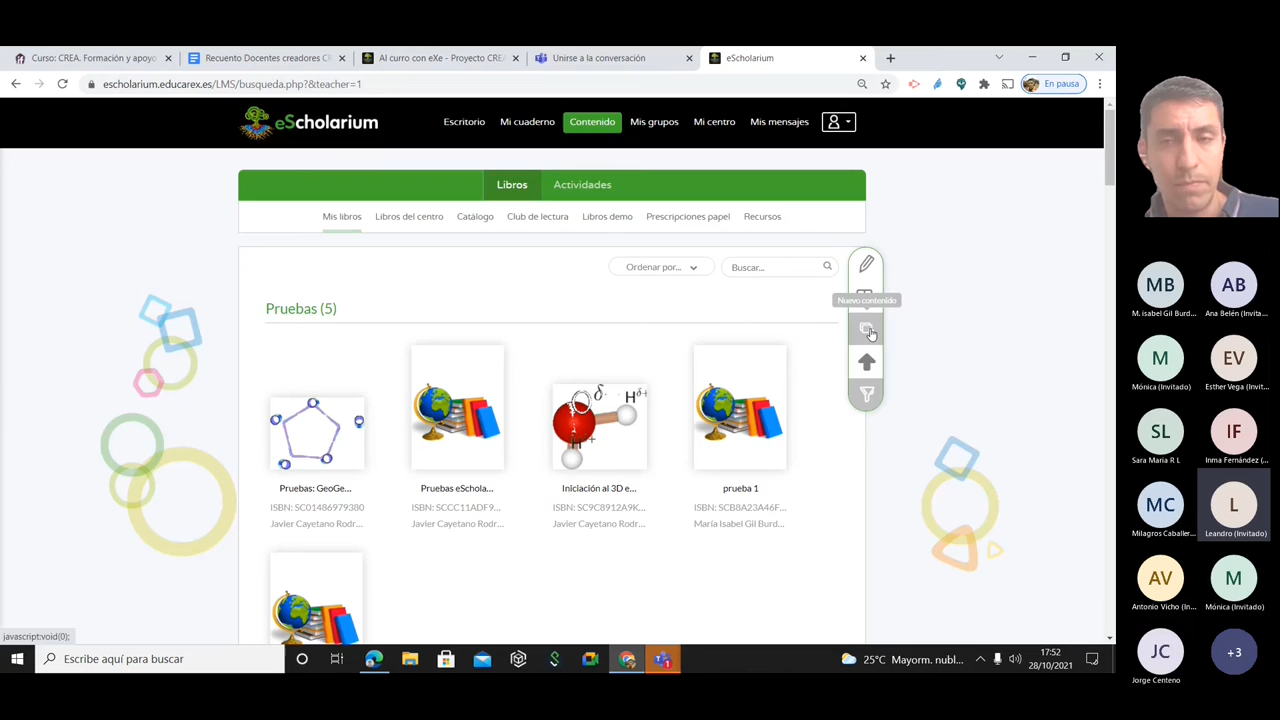 Curso: CREA. Formación y apoyo
Recuento Docentes creadores CR
Al curro con eXe - Proyecto CREA
Unirse a la conversación
eScholarium
escholarium.educarex.es/LMS/busqueda.php?&teacher=1
En pausa
eScholarium
Escritorio
Mi cuaderno
Contenido
Mis grupos
Mi centro
Mis mensajes
Libros
Actividades
Mis libros
Libros del centro
Catálogo
Club de lectura
Libros demo
Prescripciones papel
Recursos
Ordenar por...
Buscar...
Nuevo contenido
Pruebas (5)
δ- H δ+
Pruebas: GeoGe...
Pruebas eSchola...
Iniciación al 3D e...
prueba 1
ISBN: SC01486979380
ISBN: SCCC11ADF9...
ISBN: SC9C8912A9K...
ISBN: SCB8A23A46F...
Javier Cayetano Rodr...
Javier Cayetano Rodr...
Javier Cayetano Rodr...
María Isabel Gil Burd...
javascript:void(0);
Escribe aquí para buscar
25°C Mayorm. nubl...
17:52
28/10/2021
MB
M. isabel Gil Burd...
AB
Ana Belén (Invita...
M
Mónica (Invitado)
EV
Esther Vega (Invit...
SL
Sara Maria R L
IF
Inma Fernández (...
MC
Milagros Caballer...
L
Leandro (Invitado)
AV
Antonio Vicho (In...
M
Mónica (Invitado)
JC
Jorge Centeno
+3